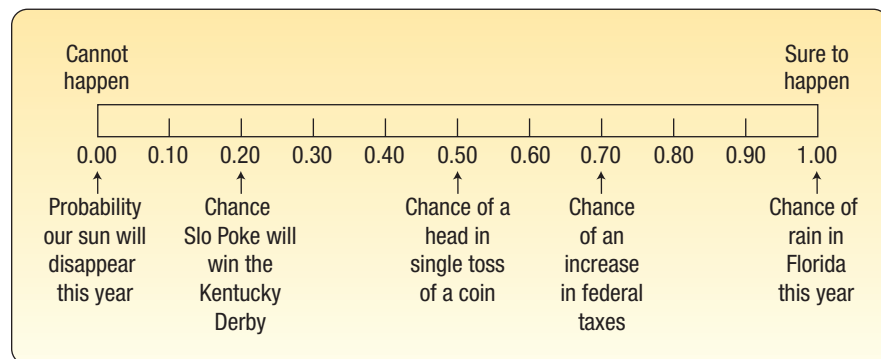 Cannot
happen
Sure to
happen
0.00 0.10 0.20 0.30 0.40 0.50 0.60 0.70 0.80 0.90 1.00
Probability
our sun will
disappear
this year
Chance
Slo Poke will
win the
Kentucky
Derby
Chance of a
head in
single toss
of a coin
Chance
of an
increase
in federal
taxes
Chance of
rain in
Florida
this year